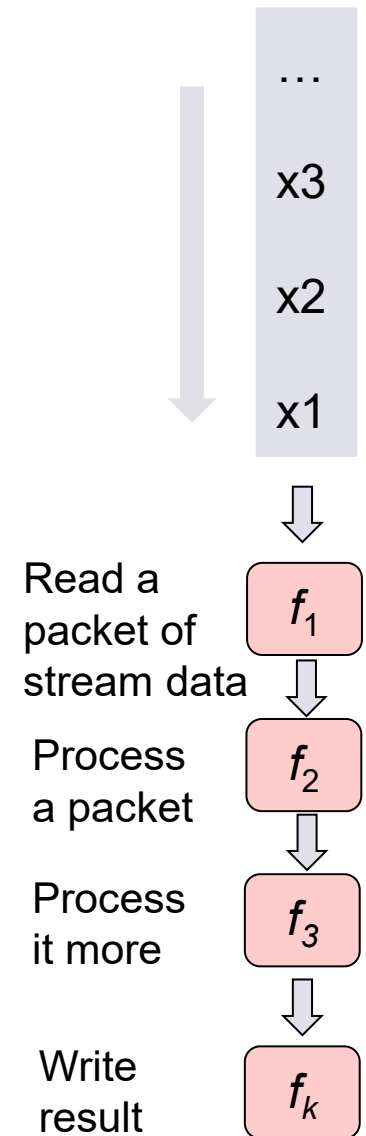 …
x3
x2
x1
Read a
packet of
stream data
f₁
Process
a packet
f₂
Process
it more
f₃
Write
result
fₖ